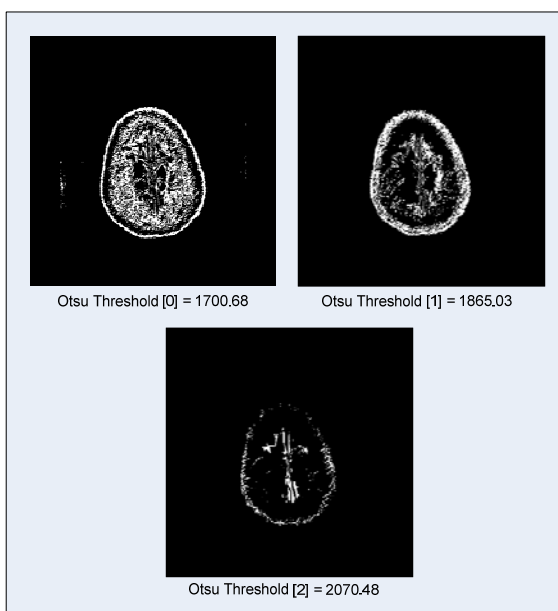 Otsu Threshold [0] = 1700.68
Otsu Threshold [1] = 1865.03
Otsu Threshold [2] = 2070.48